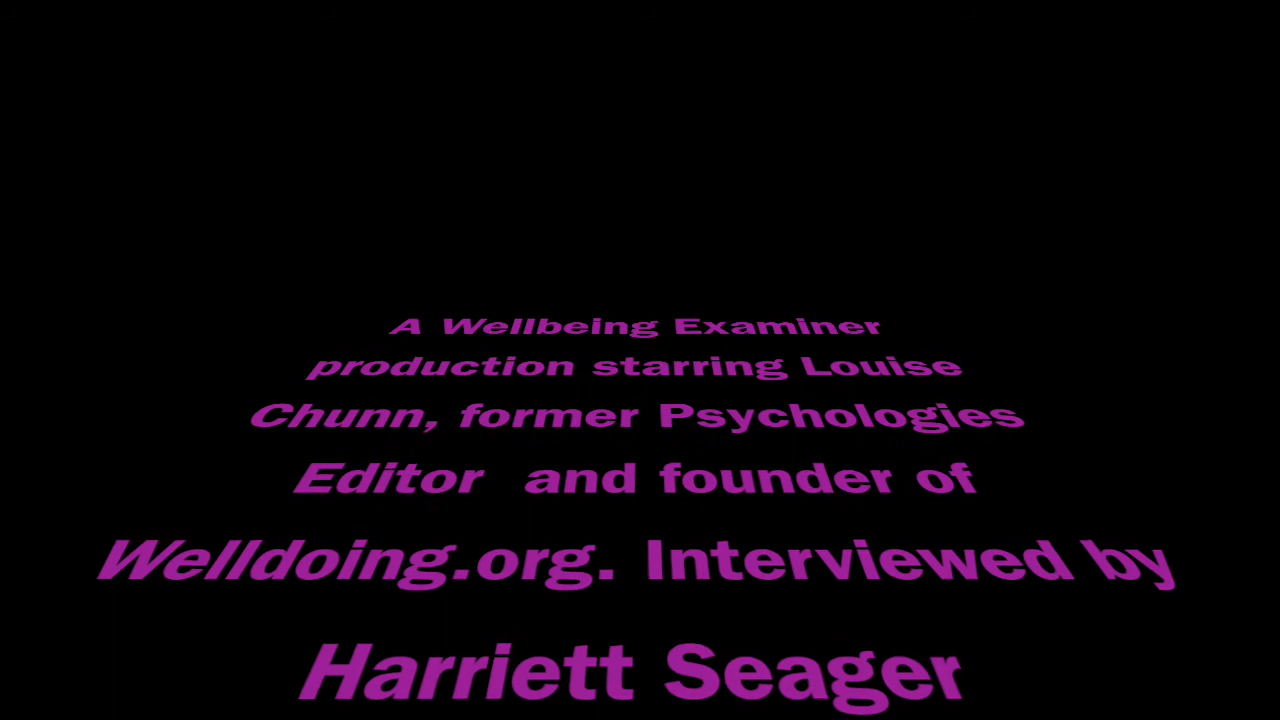 A Wellbeing Examiner
production starring Louise
Chunn, former Psychologies
Editor  and founder of
Welldoing.org. Interviewed by
Harriett Seager